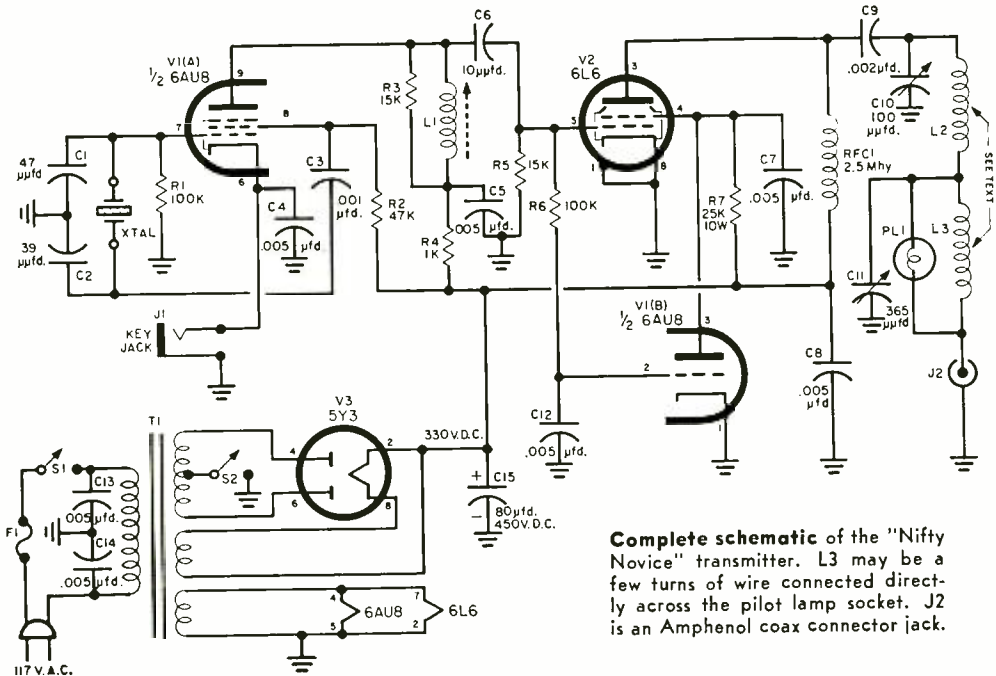 V1(A)
1/2 6AU8
9
7
8
6
C1
47
µµfd
39
µµfd.
C2
XTAL
R1
100K
C4
.005 µfd
C3
.001
µfd.
R2
47K
R3
15K
L1
R4
1K
C5
.005 µfd.
C6
10µµfd.
R5
15K
R6
100K
V2
6L6
3
5
4
1
8
R7
25K
10W
C7
.005 µfd.
RFC1
2.5 Mhy
C9
.002µfd.
C10
100
µµfd.
L2
SEE TEXT
L3
PL1
C11
365
µµfd
J2
C8
.005
µfd
V1(B)
1/2 6AU8
3
2
1
C12
.005 µfd.
J1
KEY
JACK
T1
V3
5Y3
4
6
2
8
330V.D.C.
+
C15
−
80µfd.
450V.D.C.
S1
S2
C13
.005µfd.
C14
.005µfd.
F1
117 V.A.C.
4
5
6AU8
7
2
6L6
Complete schematic of the "Nifty
Novice" transmitter. L3 may be a
few turns of wire connected direct-
ly across the pilot lamp socket. J2
is an Amphenol coax connector jack.